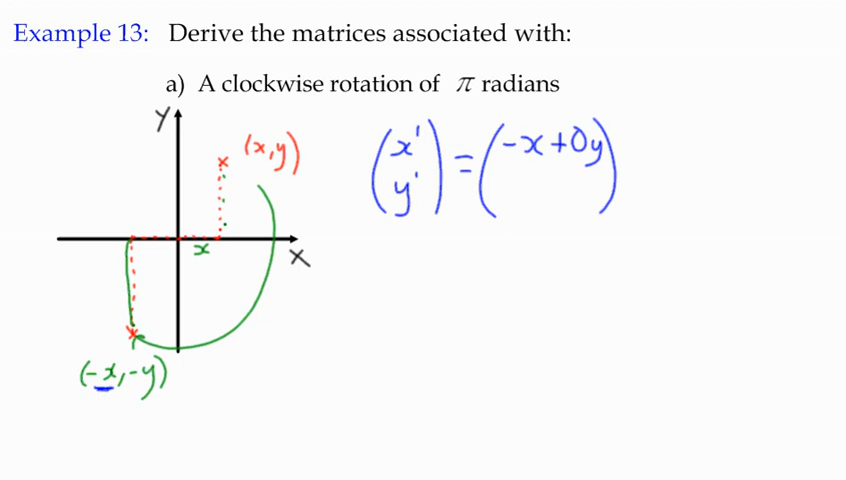 Example 13: Derive the matrices associated with:
a) A clockwise rotation of π radians
Y
(x,y)
(x' y') = (-x+0y)
x
X
(-x,-y)